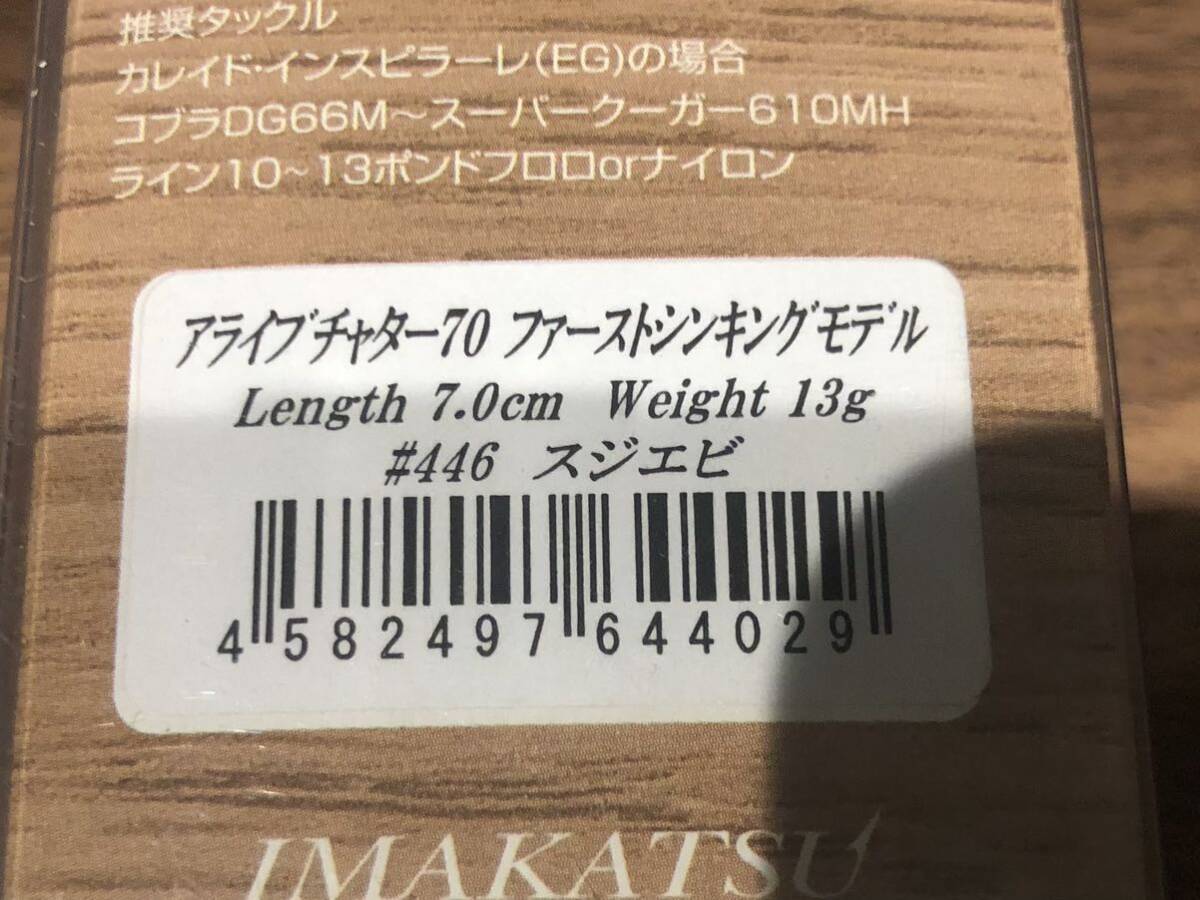 推奨タックル
カレイド・インスピラーレ(EG)の場合
コブラDG66M～スーパークーガー610MH
ライン10~13ポンドフロロorナイロン
アライブチャター70 ファーストシンキングモデル
Length 7.0cm Weight 13g
#446 スジエビ
4 582497 644029
IMAKATSU